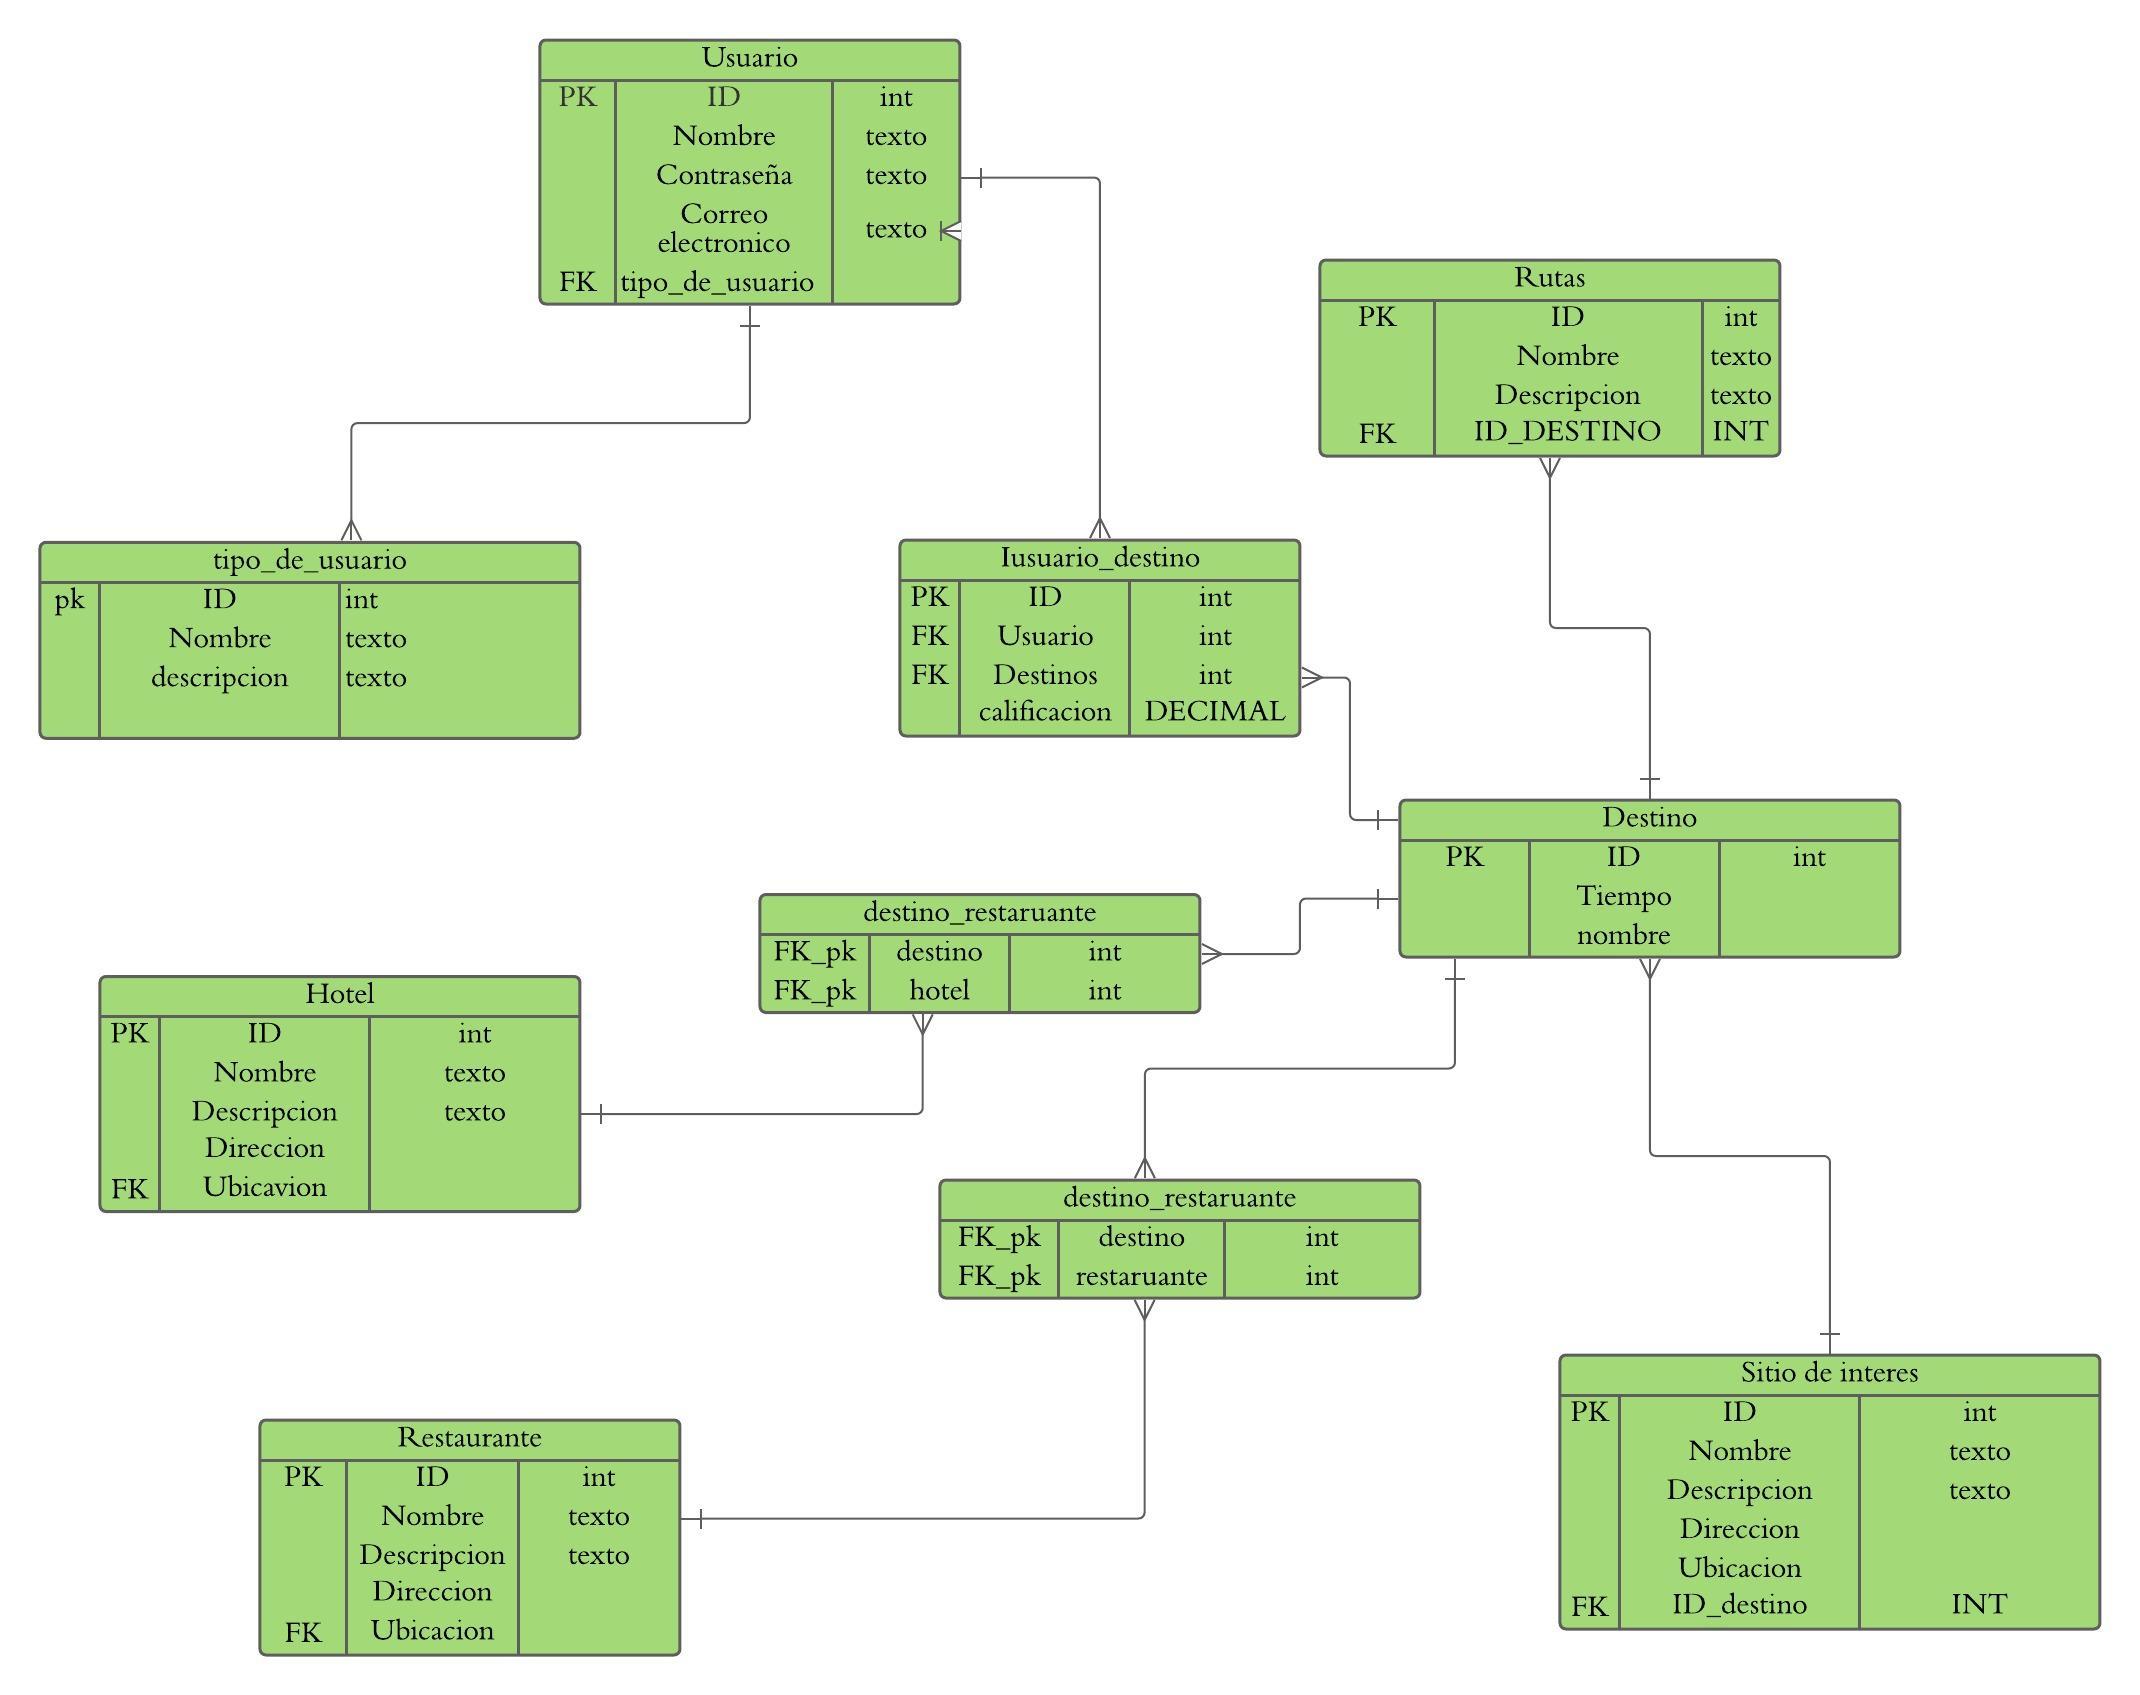 Usuario
PK ID int
Nombre texto
Contraseña texto
Correo
electronico texto
FK tipo_de_usuario
Rutas
PK ID int
Nombre texto
Descripcion texto
FK ID_DESTINO INT
tipo_de_usuario
pk ID int
Nombre texto
descripcion texto
Iusuario_destino
PK ID int
FK Usuario int
FK Destinos int
calificacion DECIMAL
Destino
PK ID int
Tiempo
nombre
destino_restaruante
FK_pk destino int
FK_pk hotel int
Hotel
PK ID int
Nombre texto
Descripcion texto
Direccion
FK Ubicavion
destino_restaruante
FK_pk destino int
FK_pk restaruante int
Sitio de interes
PK ID int
Nombre texto
Descripcion texto
Direccion
Ubicacion
FK ID_destino INT
Restaurante
PK ID int
Nombre texto
Descripcion texto
Direccion
FK Ubicacion